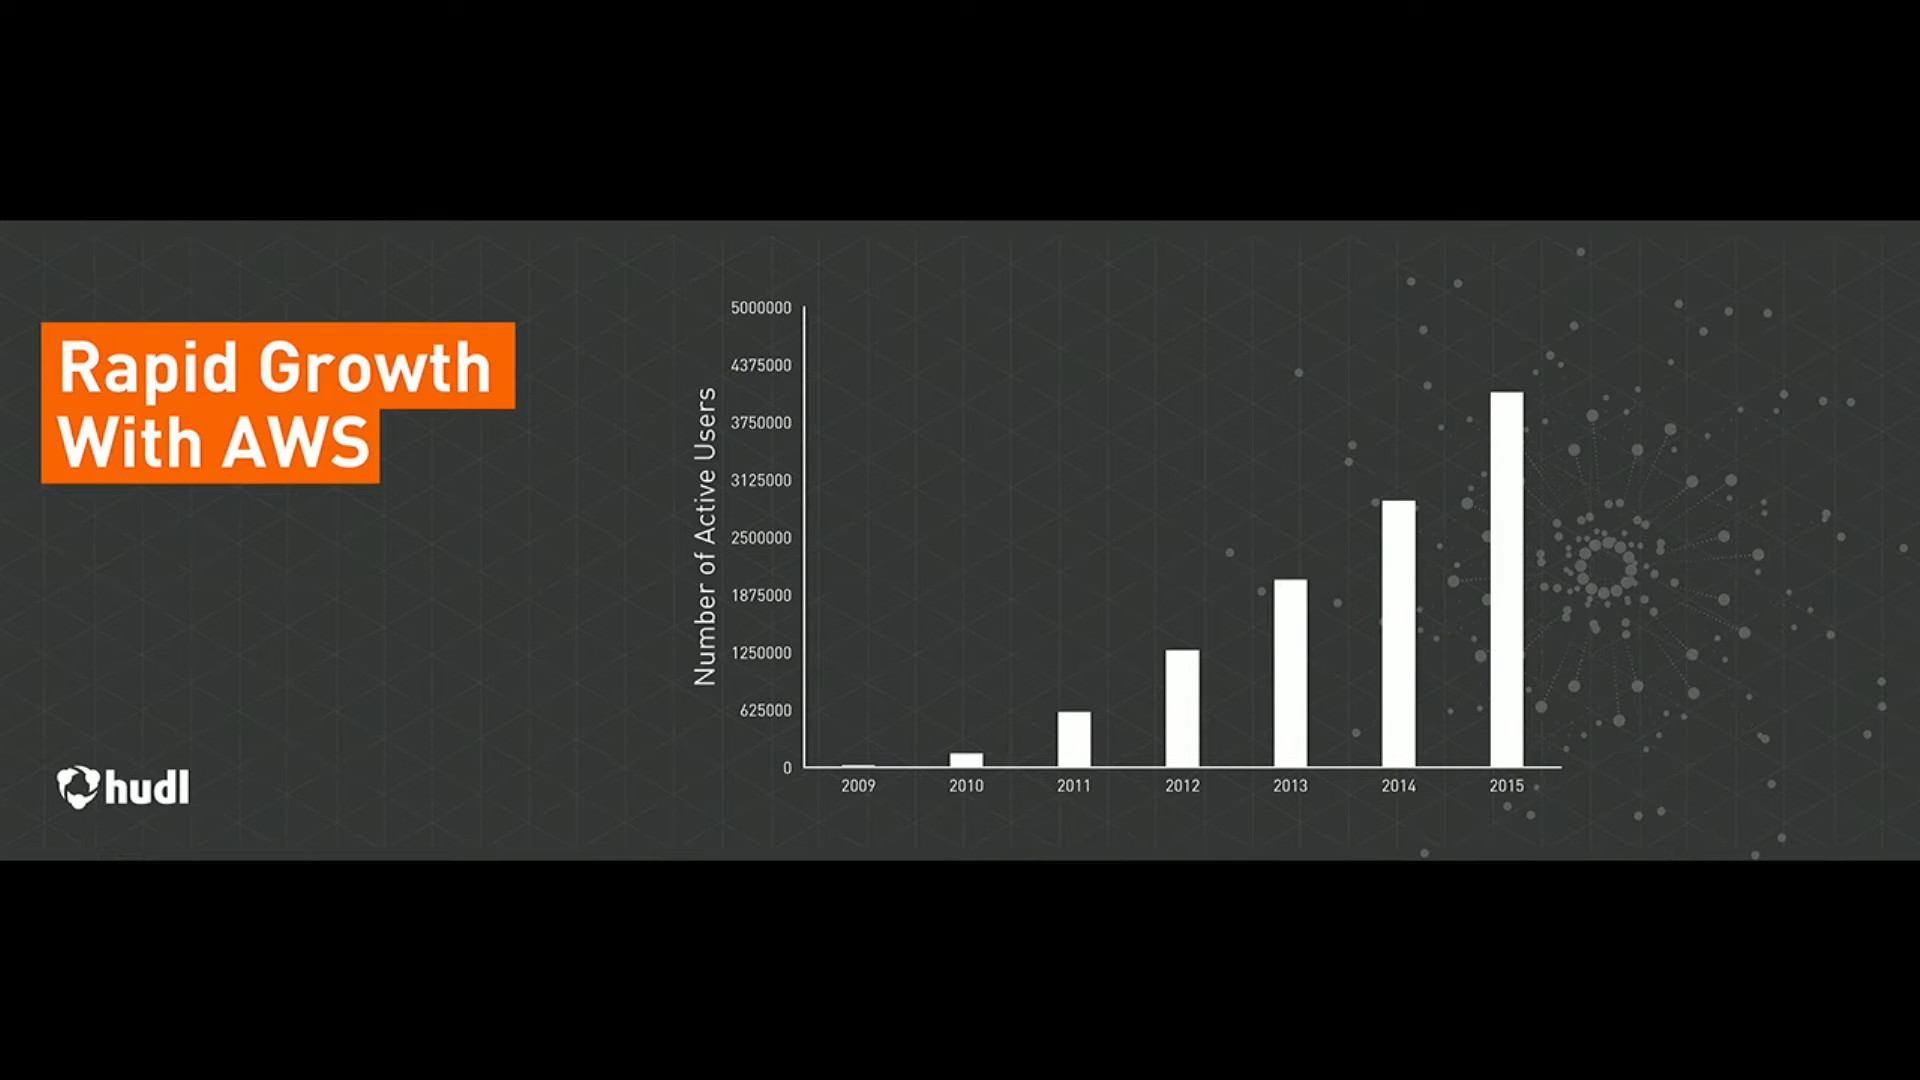 Rapid Growth
With AWS
hudl
Number of Active Users
5000000
4375000
3750000
3125000
2500000
1875000
1250000
625000
0
2009 2010 2011 2012 2013 2014 2015